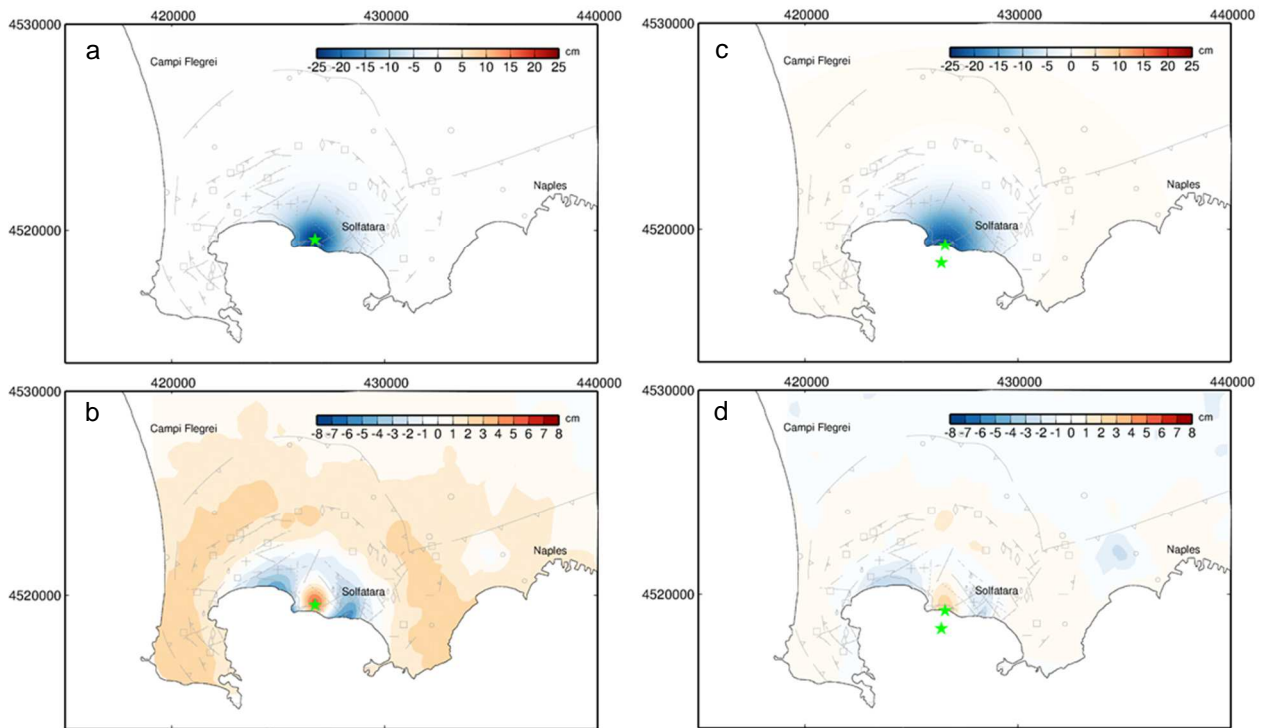 420000 430000 440000
4530000
a
Campi Flegrei
-25 -20 -15 -10 -5 0 5 10 15 20 25 cm
Naples
Solfatara
4520000
420000 430000 440000
4530000
c
Campi Flegrei
-25 -20 -15 -10 -5 0 5 10 15 20 25 cm
Naples
Solfatara
4520000
420000 430000 440000
4530000
b
Campi Flegrei
-8 -7 -6 -5 -4 -3 -2 -1 0 1 2 3 4 5 6 7 8 cm
Naples
Solfatara
4520000
420000 430000 440000
4530000
d
Campi Flegrei
-8 -7 -6 -5 -4 -3 -2 -1 0 1 2 3 4 5 6 7 8 cm
Naples
Solfatara
4520000